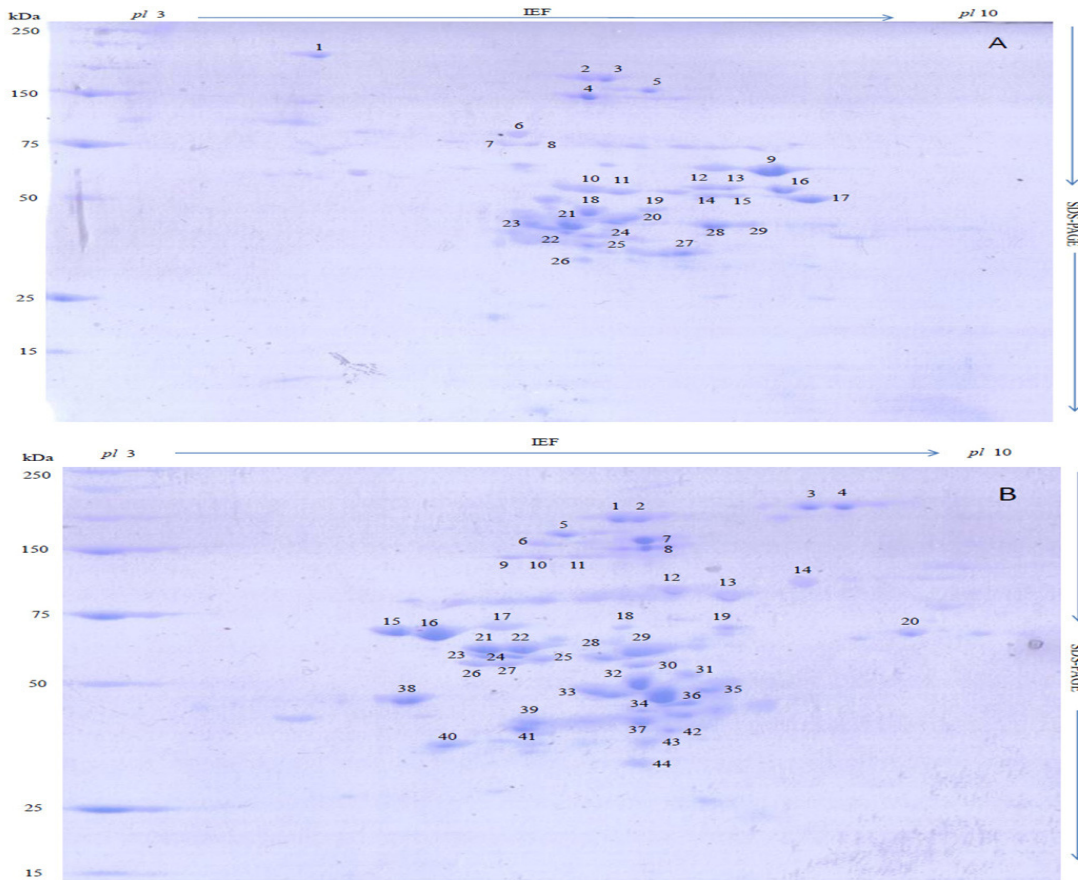 kDa pI 3 IEF pI 10
250
A
1
2 3
5
150 4
6
75 7 8
9
10 11 12 13 16
50 18 19 14 15 17
23 21 20
22 24 28 29
25 27
26
25
15
SDS-PAGE
kDa pI 3 IEF pI 10
250
B
1 2 3 4
5
6 7
150 8
9 10 11
12 13 14
75
15 16 17 18 19 20
21 22 28 29
23 24 25
26 27 30 31
32
50 38 33 35
34 36
39
37 42
40 41 43
44
25
15
SDS-PAGE